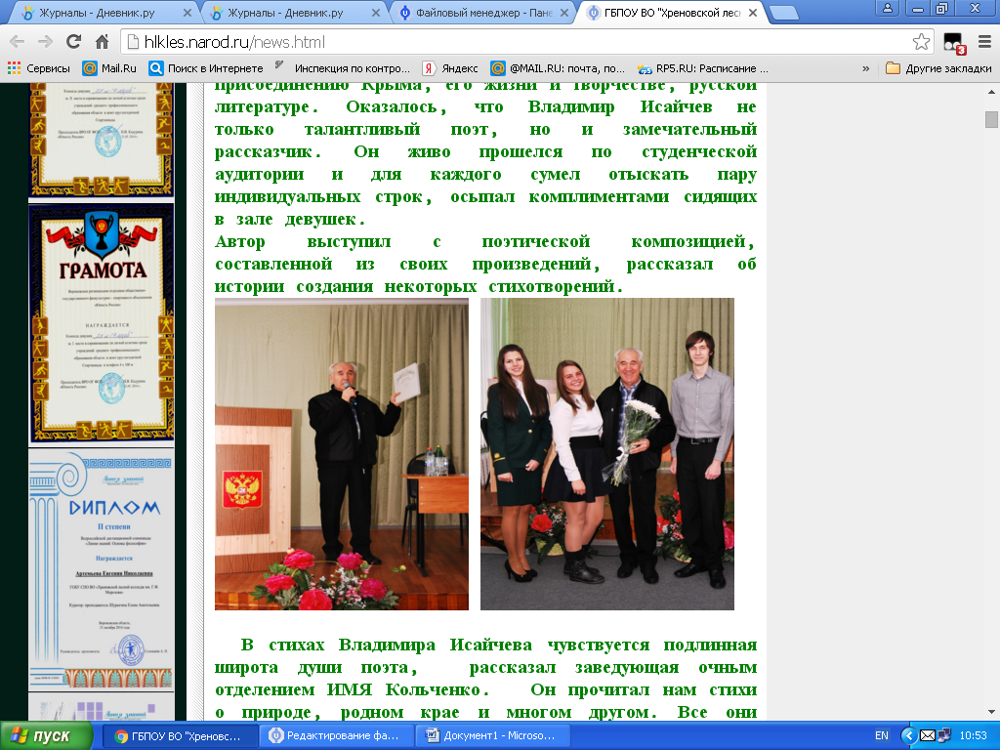 Журналы - Дневник.ру
Журналы - Дневник.ру
Файловый менеджер - Пане
ГБПОУ ВО "Хреновской лесн
hlkles.narod.ru/news.html
Сервисы
Mail.Ru
Поиск в Интернете
Инспекция по контро...
Яндекс
@MAIL.RU: почта, по...
RP5.RU: Расписание ...
»
Другие закладки
3
присоединению Крыма, его жизни и творчестве, русской
литературе. Оказалось, что Владимир Исайчев не
только талантливый поэт, но и замечательный
рассказчик. Он живо прошелся по студенческой
аудитории и для каждого сумел отыскать пару
индивидуальных строк, осыпал комплиментами сидящих
в зале девушек.
Автор выступил с поэтической композицией,
составленной из своих произведений, рассказал об
истории создания некоторых стихотворений.
ГРАМОТА
НАГРАЖДАЕТСЯ
ДИПЛОМ
II степени
Награждается
Артемьева Евгения Николаевна
В стихах Владимира Исайчева чувствуется подлинная
широта души поэта, рассказал заведующая очным
отделением ИМЯ Кольченко. Он прочитал нам стихи
о природе, родном крае и многом другом. Все они
пуск
ГБПОУ ВО "Хреновс...
Редактирование фа...
Документ1 - Microso...
EN
10:53